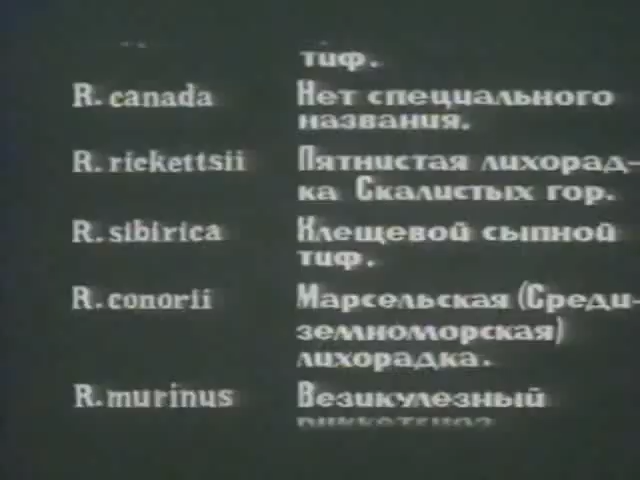 тиф.
R. canada Нет специального
названия.
R. rickettsii Пятнистая лихорад-
ка Скалистых гор.
R. sibirica Клещевой сыпной
тиф.
R. conorii Марсельская (Среди-
земноморская)
лихорадка.
R. murinus Везикулезный